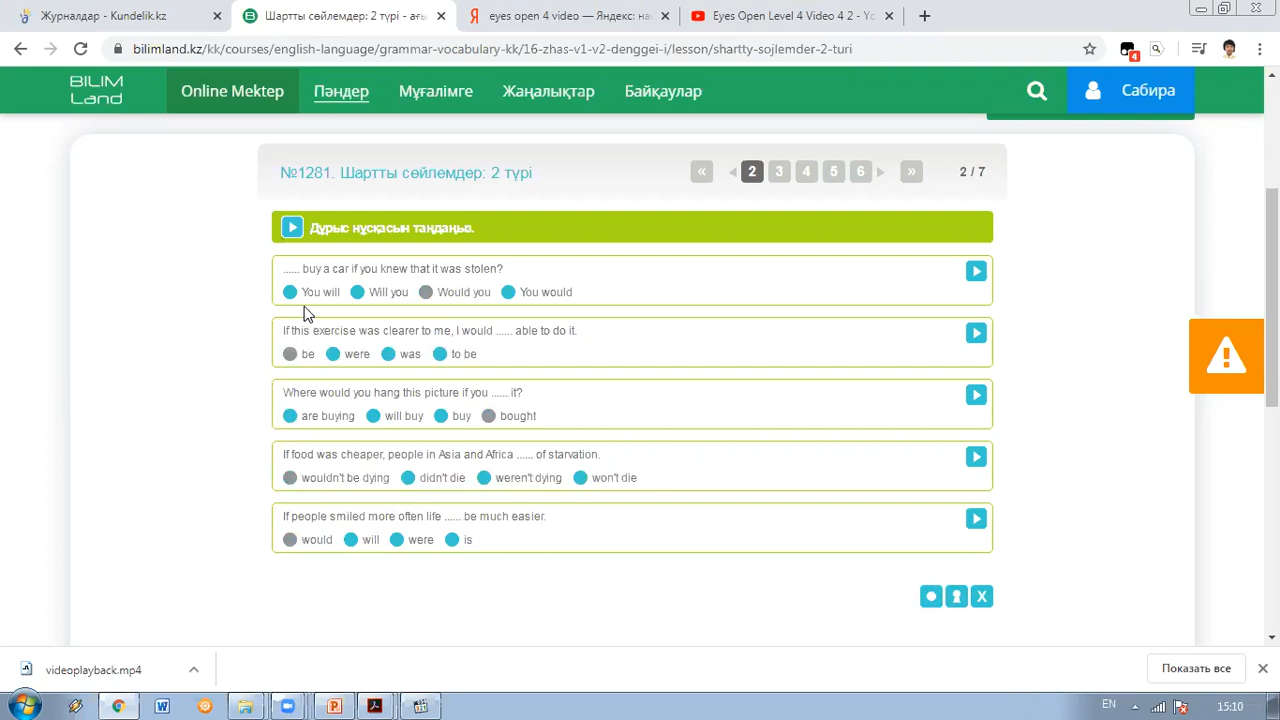 Журналдар - Kundelik.kz
Шартты сөйлемдер: 2 түрі - ағы
eyes open 4 video — Яндекс: на
Eyes Open Level 4 Video 4 2 - Yo
bilimland.kz/kk/courses/english-language/grammar-vocabulary-kk/16-zhas-v1-v2-denggei-i/lesson/shartty-sojlemder-2-turi
4
BILIM Land
Online Mektep Пәндер Мұғалімге Жаңалықтар Байқаулар Сабира
№1281. Шартты сөйлемдер: 2 түрі
« 2 3 4 5 6 » 2 / 7
Дұрыс нұсқасын таңдаңыз.
...... buy a car if you knew that it was stolen?
You will Will you Would you You would
If this exercise was clearer to me, I would ...... able to do it.
be were was to be
Where would you hang this picture if you ...... it?
are buying will buy buy bought
If food was cheaper, people in Asia and Africa ...... of starvation.
wouldn't be dying didn't die weren't dying won't die
If people smiled more often life ...... be much easier.
would will were is
X
videoplayback.mp4
Показать все
EN
15:10